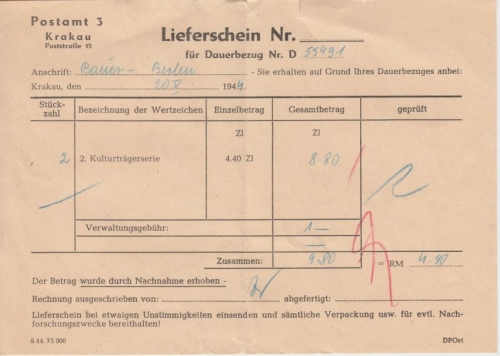 Postamt 3
Krakau
Poststraße 11
Lieferschein Nr.
für Dauerbezug Nr. D 55491
Anschrift: Bauer - Berlin - Sie erhalten auf Grund Ihres Dauerbezuges anbei:
Krakau, den 20 X 1944
Stück-
zahl
Bezeichnung der Wertzeichen
Einzelbetrag
Gesamtbetrag
geprüft
Zl
Zl
2
2. Kulturträgerserie
4.40 Zl
8.80
Verwaltungsgebühr:
1 —
Zusammen:
9.80
= RM 4.90
Der Betrag wurde durch Nachnahme erhoben -
Rechnung ausgeschrieben von:
abgefertigt:
Lieferschein bei etwaigen Unstimmigkeiten einsenden und sämtliche Verpackung usw. für evtl. Nach-
forschungszwecke bereithalten!
8.44. 75 000
DPOst